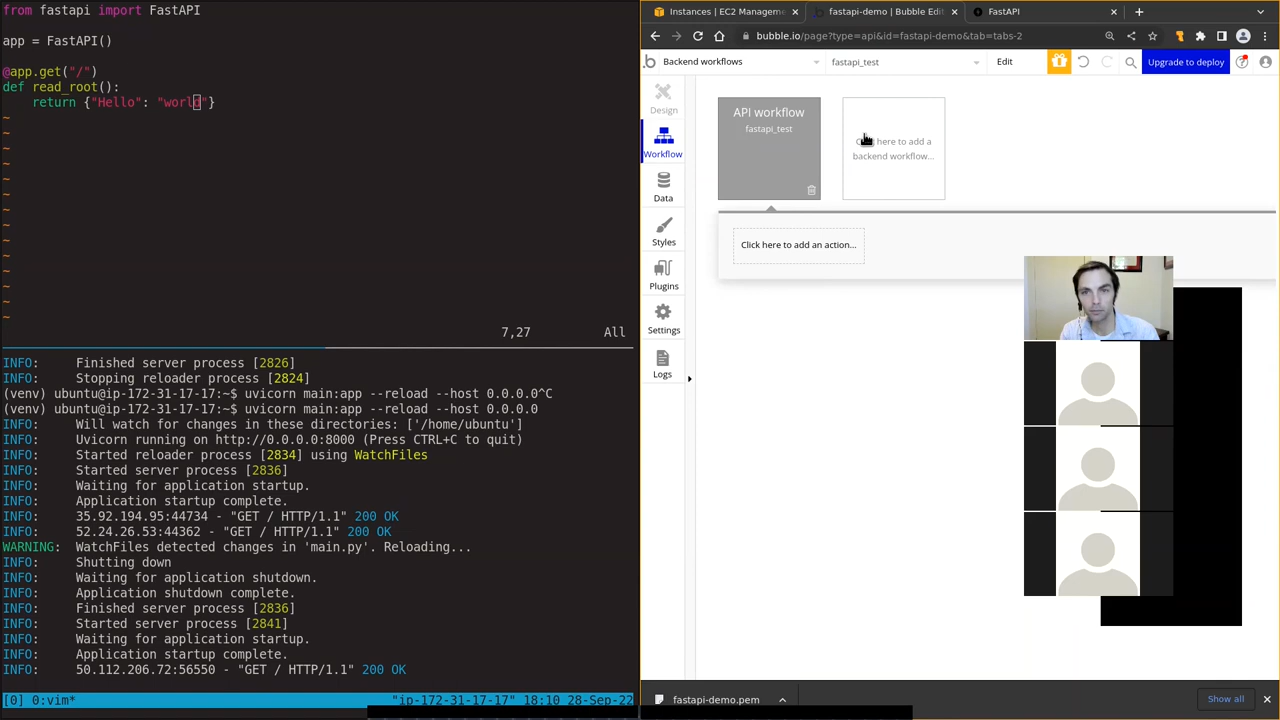 from fastapi import FastAPI
app = FastAPI()
@app.get("/")
def read_root():
return {"Hello": "world"}
~
~
~
~
~
~
~
~
~
~
~
~
~
~
7,27 All
INFO: Finished server process [2826]
INFO: Stopping reloader process [2824]
(venv) ubuntu@ip-172-31-17-17:~$ uvicorn main:app --reload --host 0.0.0.0^C
(venv) ubuntu@ip-172-31-17-17:~$ uvicorn main:app --reload --host 0.0.0.0
INFO: Will watch for changes in these directories: ['/home/ubuntu']
INFO: Uvicorn running on http://0.0.0.0:8000 (Press CTRL+C to quit)
INFO: Started reloader process [2834] using WatchFiles
INFO: Started server process [2836]
INFO: Waiting for application startup.
INFO: Application startup complete.
INFO: 35.92.194.95:44734 - "GET / HTTP/1.1" 200 OK
INFO: 52.24.26.53:44362 - "GET / HTTP/1.1" 200 OK
WARNING: WatchFiles detected changes in 'main.py'. Reloading...
INFO: Shutting down
INFO: Waiting for application shutdown.
INFO: Application shutdown complete.
INFO: Finished server process [2836]
INFO: Started server process [2841]
INFO: Waiting for application startup.
INFO: Application startup complete.
INFO: 50.112.206.72:56550 - "GET / HTTP/1.1" 200 OK
[0] 0:vim* "ip-172-31-17-17" 18:10 28-Sep-22
Instances | EC2 Managem
fastapi-demo | Bubble Edit
FastAPI
bubble.io/page?type=api&id=fastapi-demo&tab=tabs-2
Backend workflows
fastapi_test
Edit
Upgrade to deploy
Design
Workflow
Data
Styles
Plugins
Settings
Logs
API workflow
fastapi_test
here to add a
backend workflow...
Click here to add an action...
fastapi-demo.pem
Show all